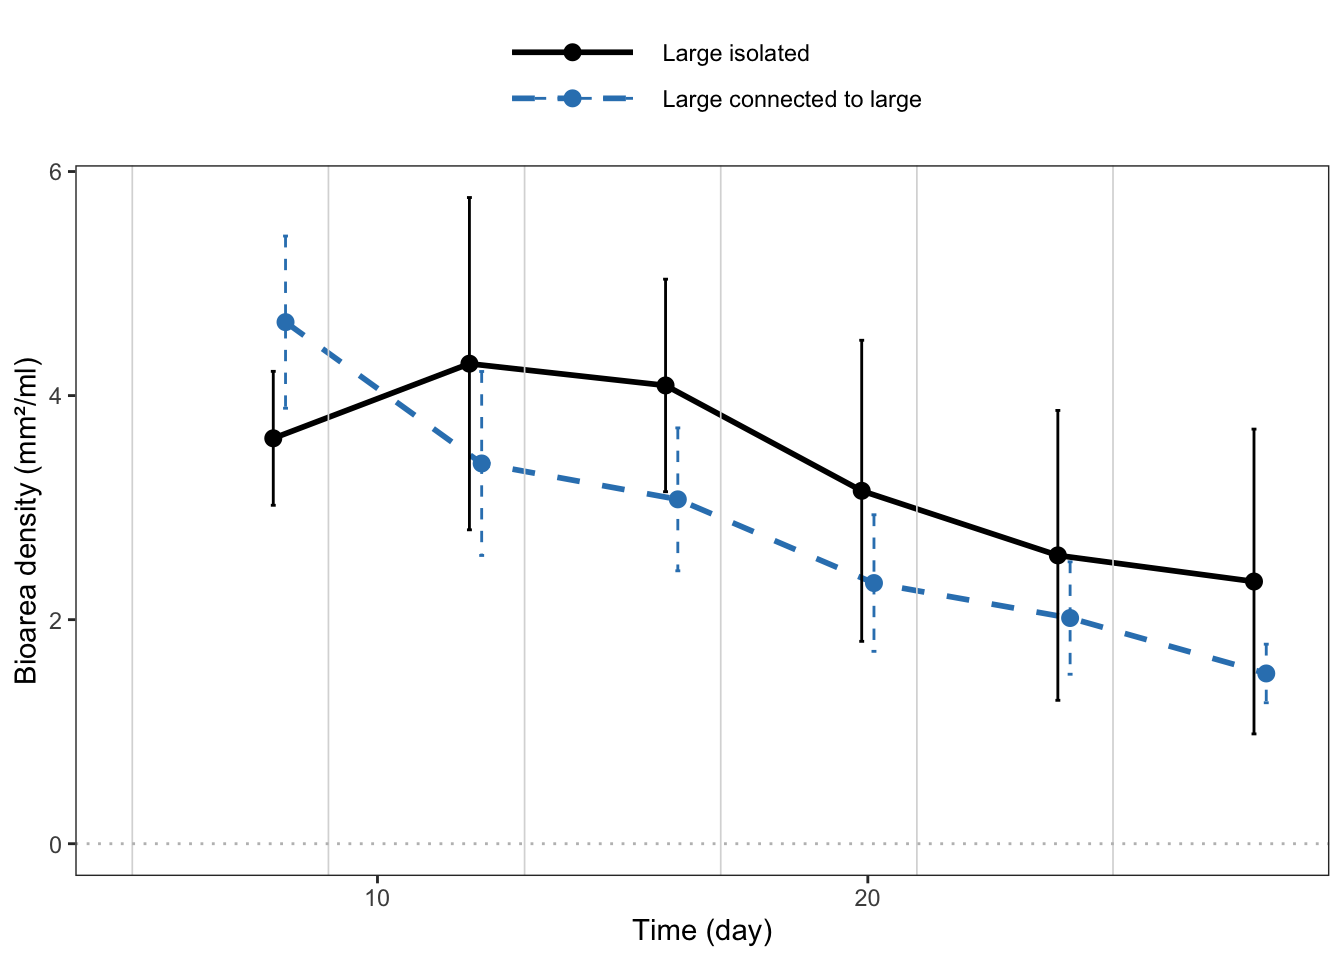 Large isolated
Large connected to large
Bioarea density (mm²/ml)
6
4
2
0
10 20
Time (day)